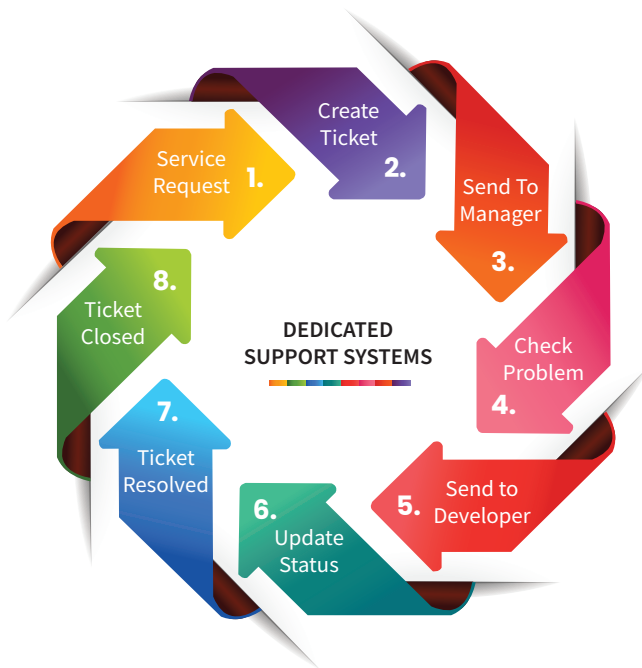 DEDICATED
SUPPORT SYSTEMS
Service
Request 1.
Create
Ticket
2.
Send To
Manager
3.
Check
Problem
4.
5. Send to
Developer
6.
Update
Status
7.
Ticket
Resolved
8.
Ticket
Closed